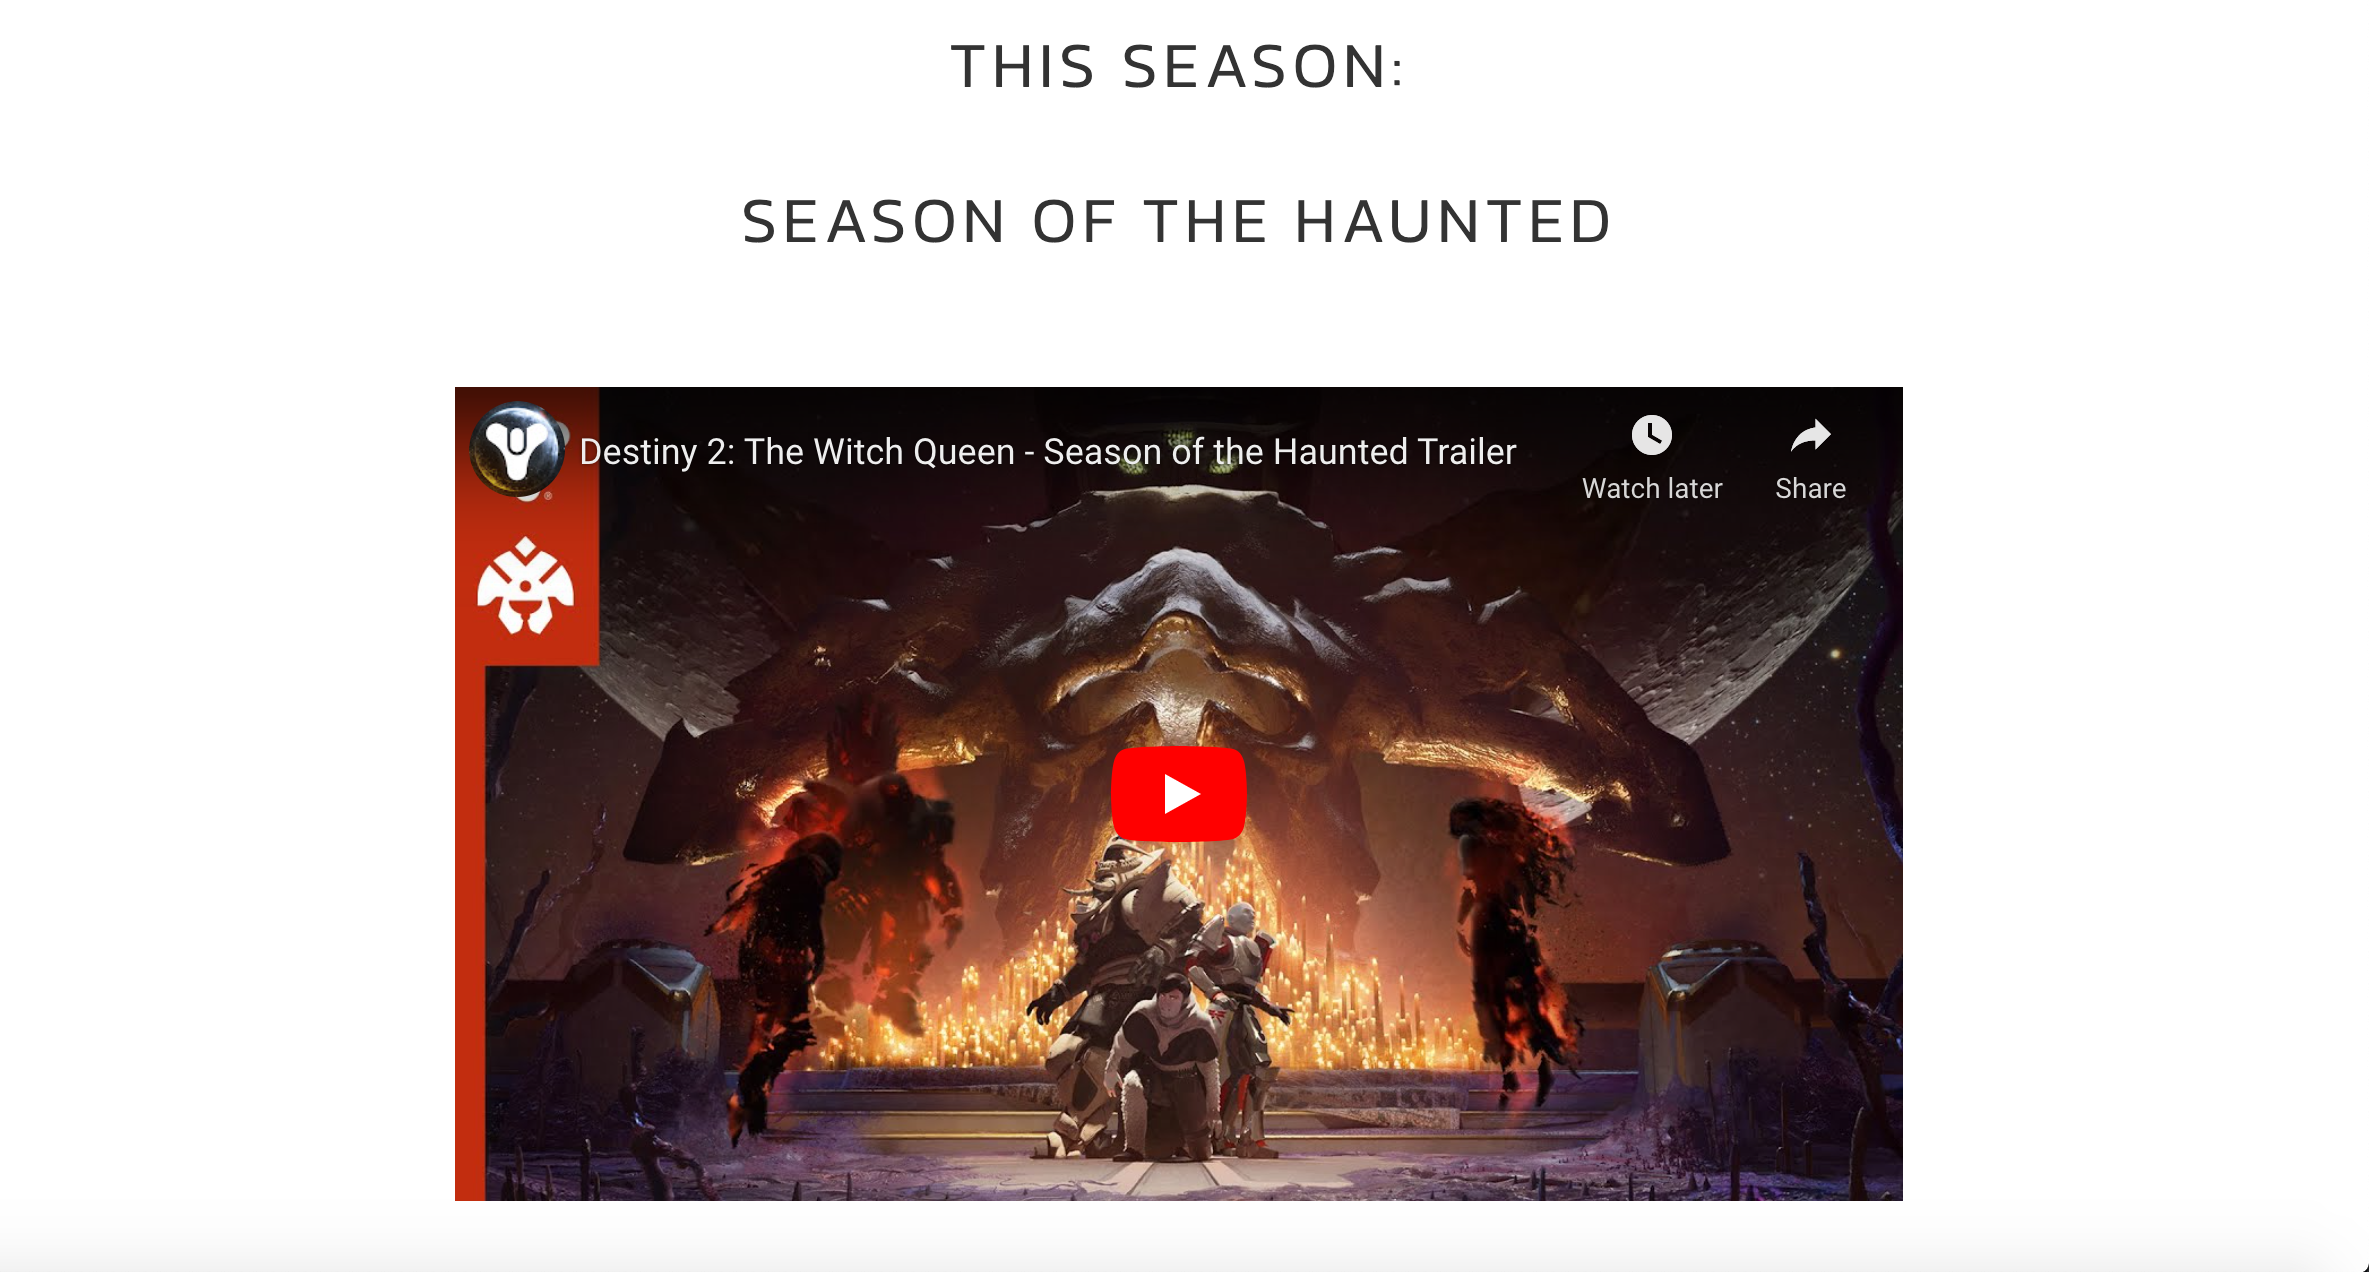 THIS SEASON:
SEASON OF THE HAUNTED
Destiny 2: The Witch Queen - Season of the Haunted Trailer
Watch later
Share
®